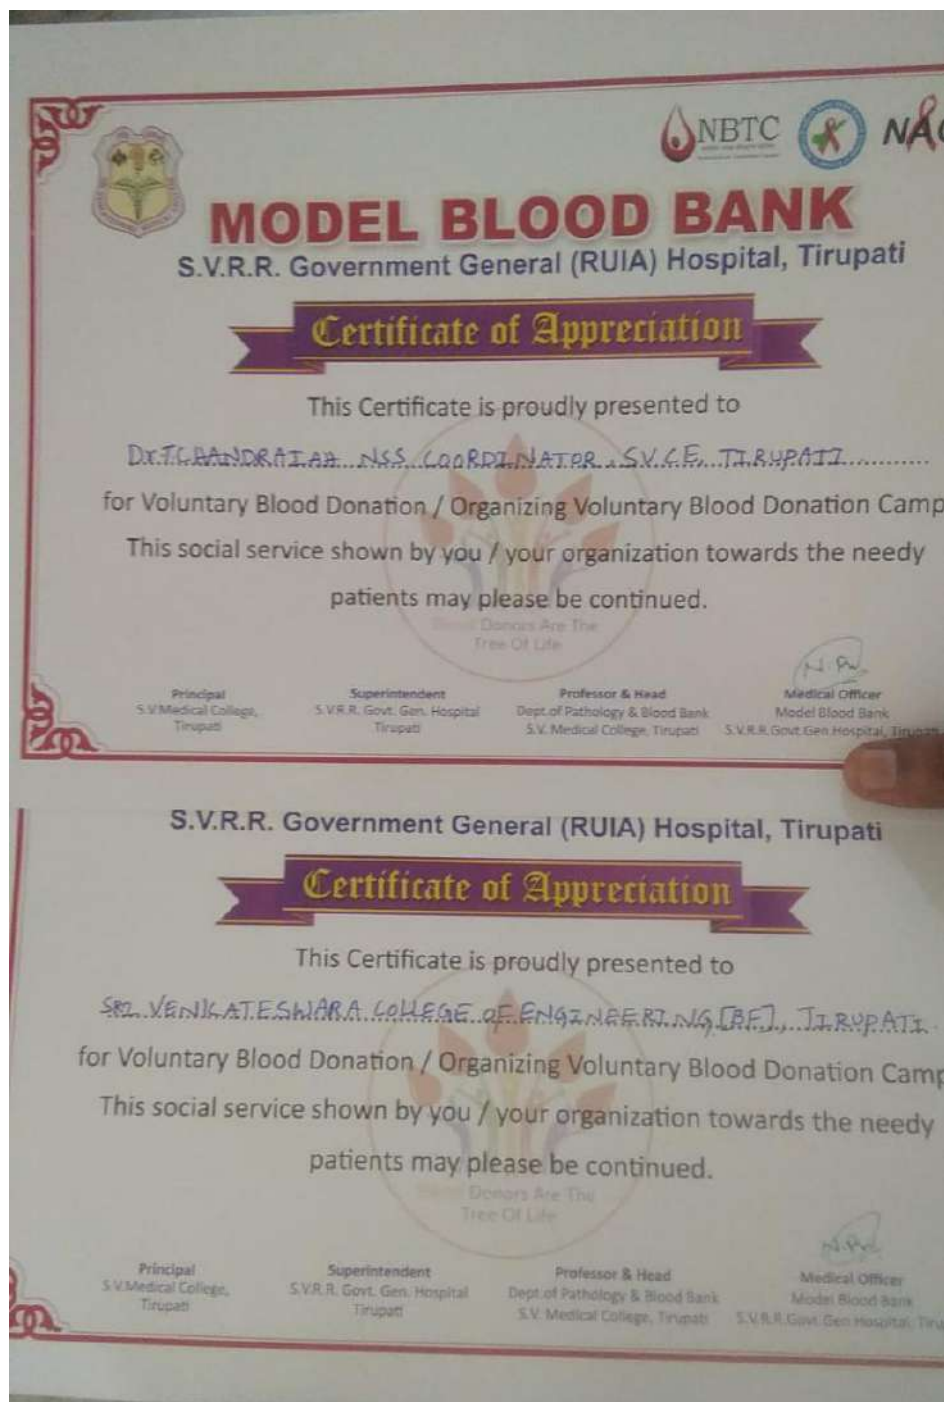 NBTC
MODEL BLOOD BANK
S.V.R.R. Government General (RUIA) Hospital, Tirupati
Certificate of Appreciation
This Certificate is proudly presented to
Dr.T.CHANDRAIAH NSS COORDINATOR, S.V.C.E, TIRUPATI
for Voluntary Blood Donation / Organizing Voluntary Blood Donation Camp
This social service shown by you / your organization towards the needy
patients may please be continued.
Blood Donors Are The
Tree Of Life
Principal
S.V.Medical College,
Tirupati
Superintendent
S.V.R.R. Govt. Gen. Hospital
Tirupati
Professor & Head
Dept.of Pathology & Blood Bank
S.V. Medical College, Tirupati
Medical Officer
Model Blood Bank
S.V.R.R.Govt.Gen.Hospital, Tirupati
S.V.R.R. Government General (RUIA) Hospital, Tirupati
Certificate of Appreciation
This Certificate is proudly presented to
SRI VENKATESWARA COLLEGE OF ENGINEERING, TIRUPATI
for Voluntary Blood Donation / Organizing Voluntary Blood Donation Camp
This social service shown by you / your organization towards the needy
patients may please be continued.
Blood Donors Are The
Tree Of Life
Principal
S.V.Medical College,
Tirupati
Superintendent
S.V.R.R. Govt. Gen. Hospital
Tirupati
Professor & Head
Dept.of Pathology & Blood Bank
S.V. Medical College, Tirupati
Medical Officer
Model Blood Bank
S.V.R.R.Govt.Gen.Hospital, Tiru